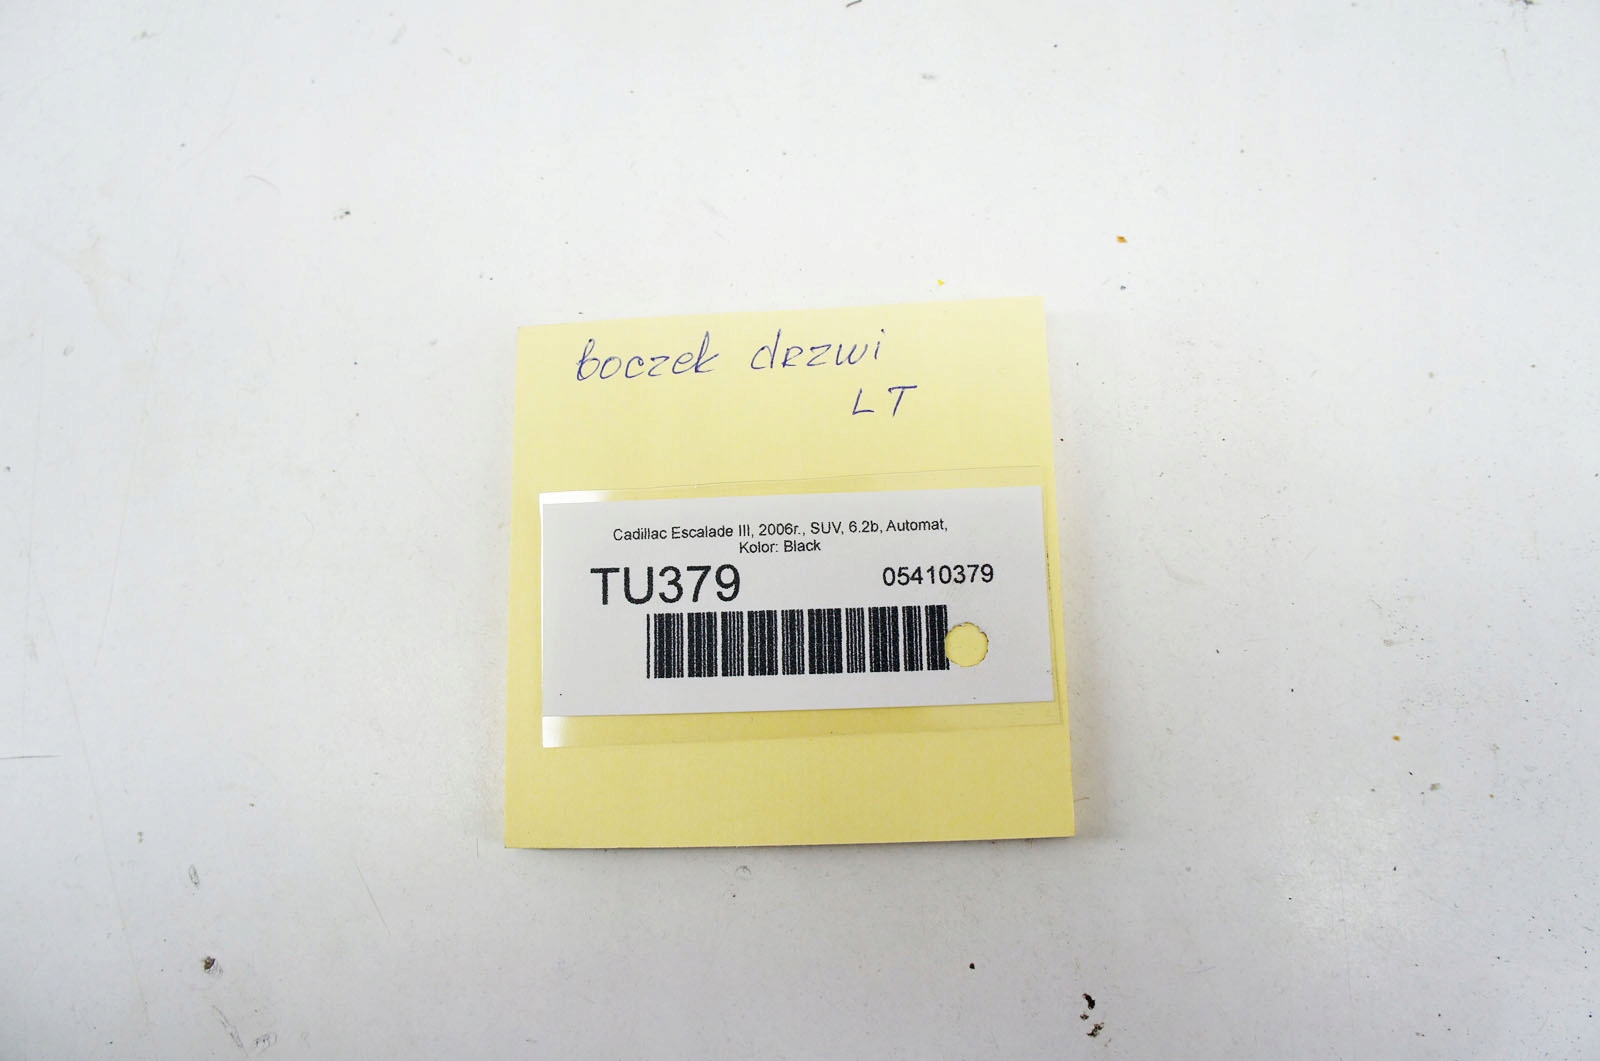 boczek drzwi
LT
Cadillac Escalade III, 2006r., SUV, 6.2b, Automat,
Kolor: Black
TU379
05410379